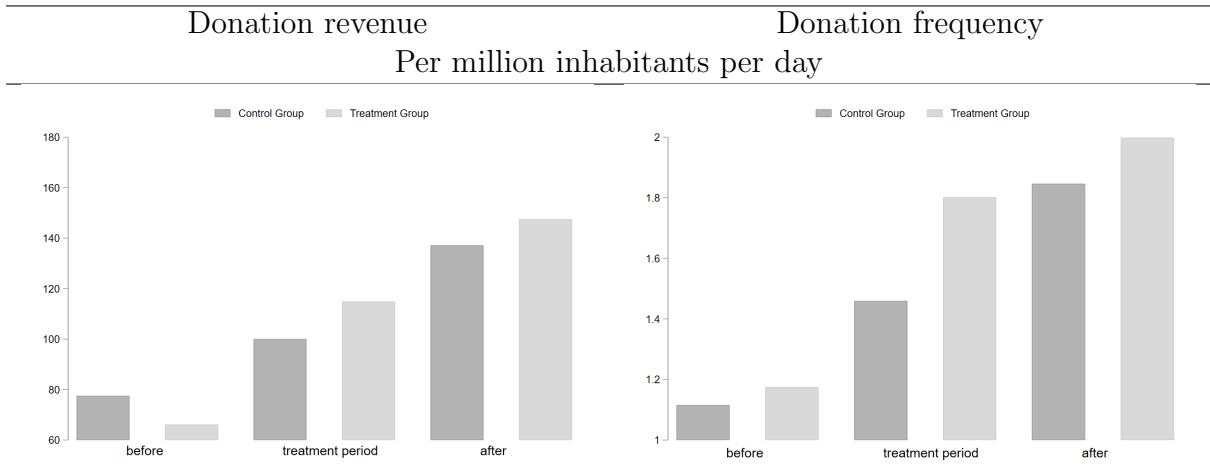 Donation revenue Donation frequency
Per million inhabitants per day
Control Group Treatment Group
180
160
140
120
100
80
60
before treatment period after
Control Group Treatment Group
2
1.8
1.6
1.4
1.2
1
before treatment period after